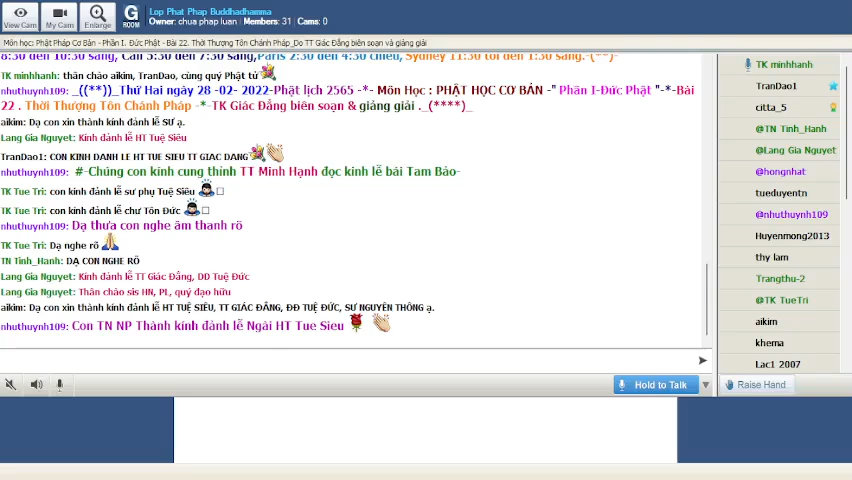 View Cam
My Cam
Enlarge
G
ROOM
Lop Phat Phap Buddhadhamma
Owner: chua phap luan | Members: 31 | Cams: 0
Môn học: Phật Pháp Cơ Bản - Phần I. Đức Phật - Bài 22. Thời Thượng Tôn Chánh Pháp_Do TT Giác Đẳng biên soạn và giảng giải
8:30 đến 10:30 sáng, Cali 5:30 đến 7:30 sáng,Paris 2:30 đến 4:30 chiều, Sydney 11:30 tối đến 1:30 sáng.-(**)-
TK minhhanh: thân chào aikim, TranDao, cùng quý Phật tử
nhuthuynh109: _((**))_Thứ Hai ngày 28 -02- 2022-Phật lịch 2565 -*- Môn Học : PHẬT HỌC CƠ BẢN -" Phần I-Đức Phật "-*-Bài
22 . Thời Thượng Tôn Chánh Pháp -*-TK Giác Đẳng biên soạn & giảng giải ._(****)_
aikim: Dạ con xin thành kính đảnh lễ SƯ ạ.
Lang Gia Nguyet: Kính đảnh lễ HT Tuệ Siêu
TranDao1: CON KINH DANH LE HT TUE SIEU TT GIAC DANG
nhuthuynh109: #-Chúng con kính cung thỉnh TT Minh Hạnh đọc kinh lễ bái Tam Bảo-
TK Tue Tri: con kính đảnh lễ sư phụ Tuệ Siêu
TK Tue Tri: con kính đảnh lễ chư Tôn Đức
nhuthuynh109: Dạ thưa con nghe âm thanh rõ
TK Tue Tri: Dạ nghe rõ
TN Tinh_Hanh: DẠ CON NGHE RÕ
Lang Gia Nguyet: Kính đảnh lễ TT Giác Đẳng, DD Tuệ Đức
Lang Gia Nguyet: Thân chào sis HN, PL, quý đạo hữu
aikim: Dạ con xin thành kính đảnh lễ HT TUỆ SIÊU, TT GIÁC ĐẲNG, ĐĐ TUỆ ĐỨC, SƯ NGUYÊN THÔNG ạ.
nhuthuynh109: Con TN NP Thành kính đảnh lễ Ngài HT Tue Sieu
Hold to Talk
TK minhhanh
TranDao1
citta_5
@TN Tinh_Hanh
@Lang Gia Nguyet
@hongnhat
tueduyentn
@nhuthuynh109
Huyenmong2013
thy lam
Trangthu-2
@TK TueTri
aikim
khema
Lac1 2007
Raise Hand